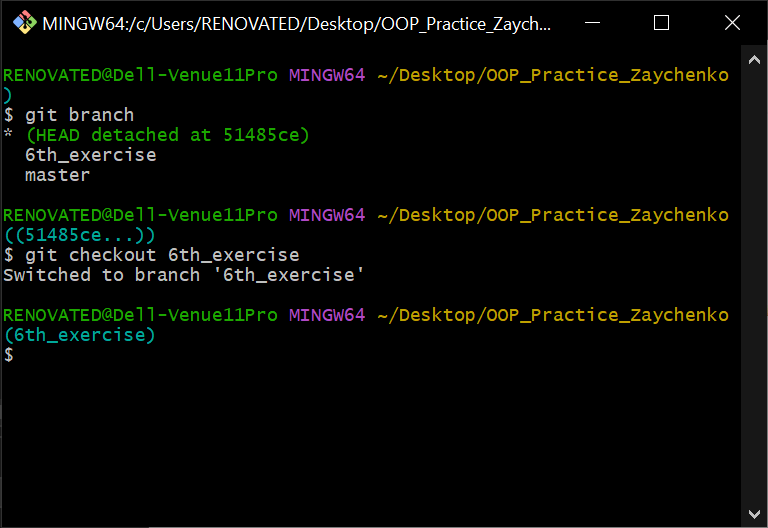 MINGW64:/c/Users/RENOVATED/Desktop/OOP_Practice_Zaych...
RENOVATED@Dell-Venue11Pro MINGW64 ~/Desktop/OOP_Practice_Zaychenko
)
$ git branch
* (HEAD detached at 51485ce)
  6th_exercise
  master
RENOVATED@Dell-Venue11Pro MINGW64 ~/Desktop/OOP_Practice_Zaychenko
((51485ce...))
$ git checkout 6th_exercise
Switched to branch '6th_exercise'
RENOVATED@Dell-Venue11Pro MINGW64 ~/Desktop/OOP_Practice_Zaychenko
(6th_exercise)
$